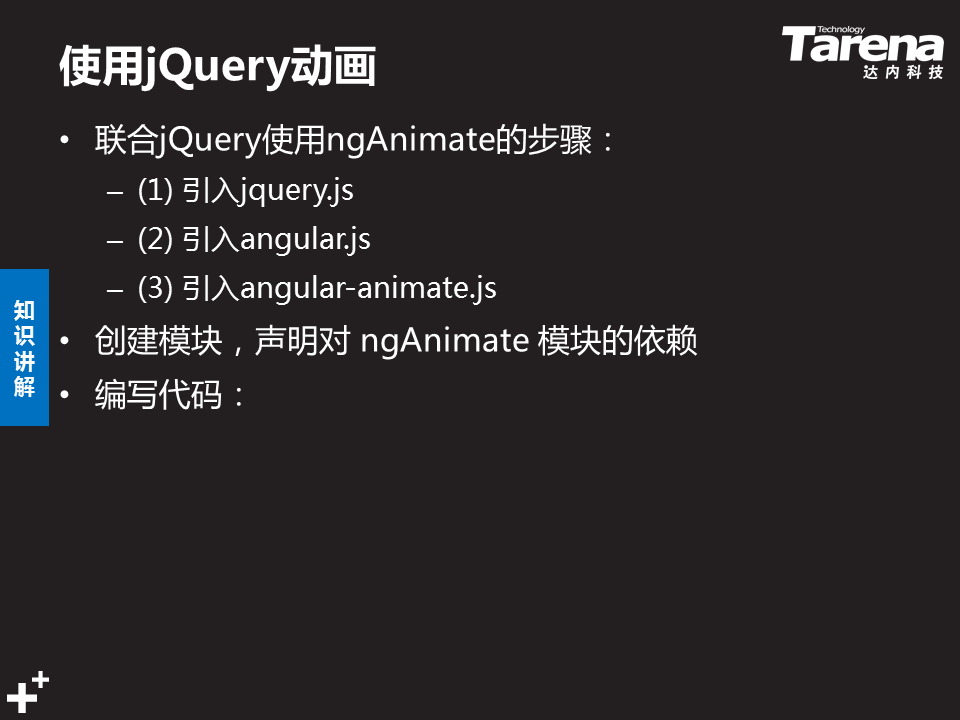 使用jQuery动画
Technology
Tarena
达内科技
• 联合jQuery使用ngAnimate的步骤：
– (1) 引入jquery.js
– (2) 引入angular.js
– (3) 引入angular-animate.js
知识讲解
• 创建模块，声明对 ngAnimate 模块的依赖
• 编写代码：